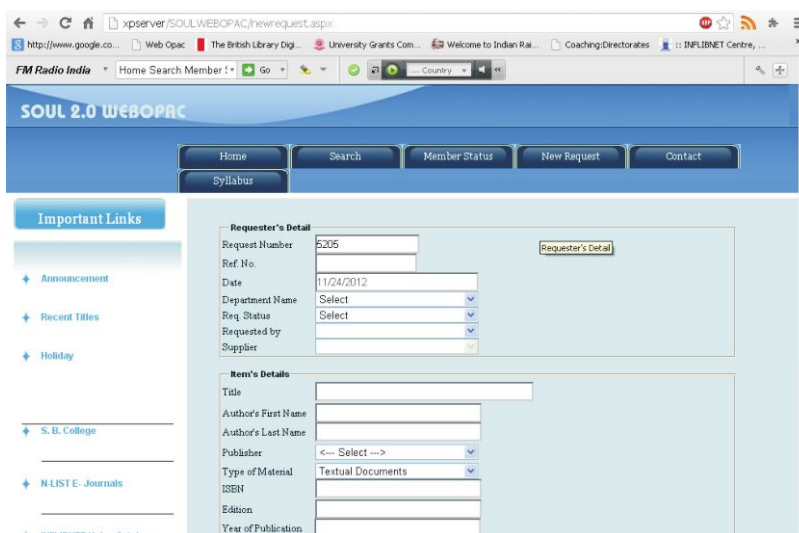 xpserver/SOULWEBOPAC/newrequest.aspx
http://www.google.co... Web Opac The British Library Digi... University Grants Com... Welcome to Indian Rai... Coaching:Directorates :: INFLIBNET Centre, ...
FM Radio India Home Search Member S Go ... Country
SOUL 2.0 WEBOPAC
Home Search Member Status New Request Contact
Syllabus
Important Links
Announcement
Recent Titles
Holiday
S. B. College
N-LIST E- Journals
Requester's Detail
Request Number 5205
Requester's Detail
Ref. No.
Date 11/24/2012
Department Name Select
Req. Status Select
Requested by
Supplier
Item's Details
Title
Author's First Name
Author's Last Name
Publisher <--- Select --->
Type of Material Textual Documents
ISBN
Edition
Year of Publication